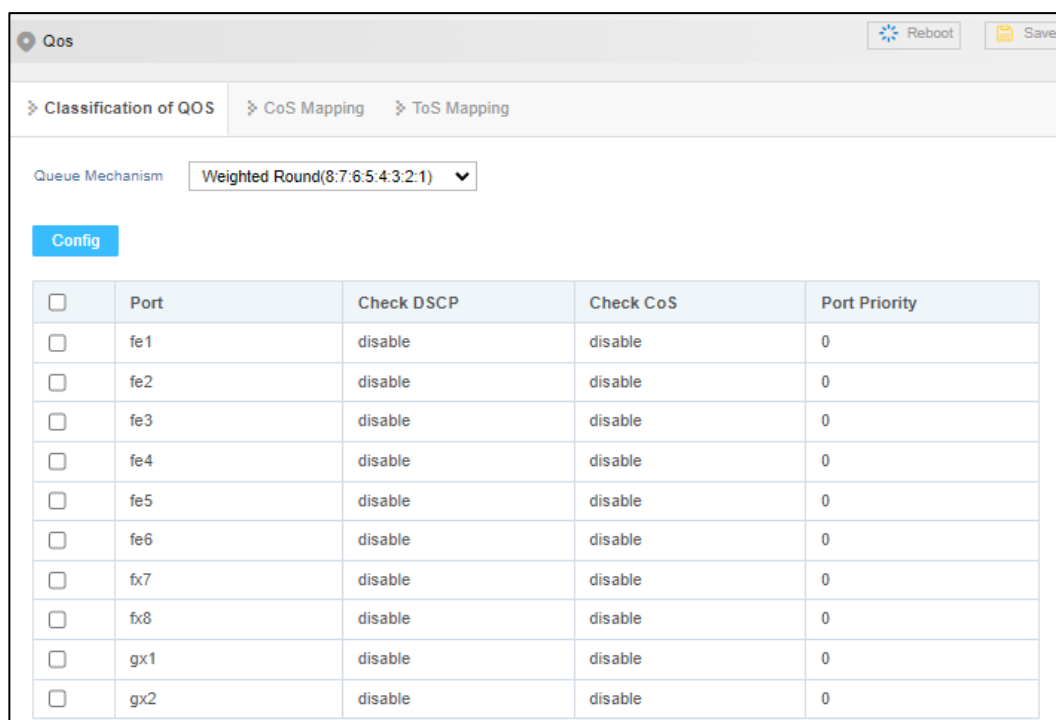 Qos
Reboot
Save
Classification of QOS
CoS Mapping
ToS Mapping
Queue Mechanism
Weighted Round(8:7:6:5:4:3:2:1)
Config
Port Check DSCP Check CoS Port Priority
fe1 disable disable 0
fe2 disable disable 0
fe3 disable disable 0
fe4 disable disable 0
fe5 disable disable 0
fe6 disable disable 0
fx7 disable disable 0
fx8 disable disable 0
gx1 disable disable 0
gx2 disable disable 0